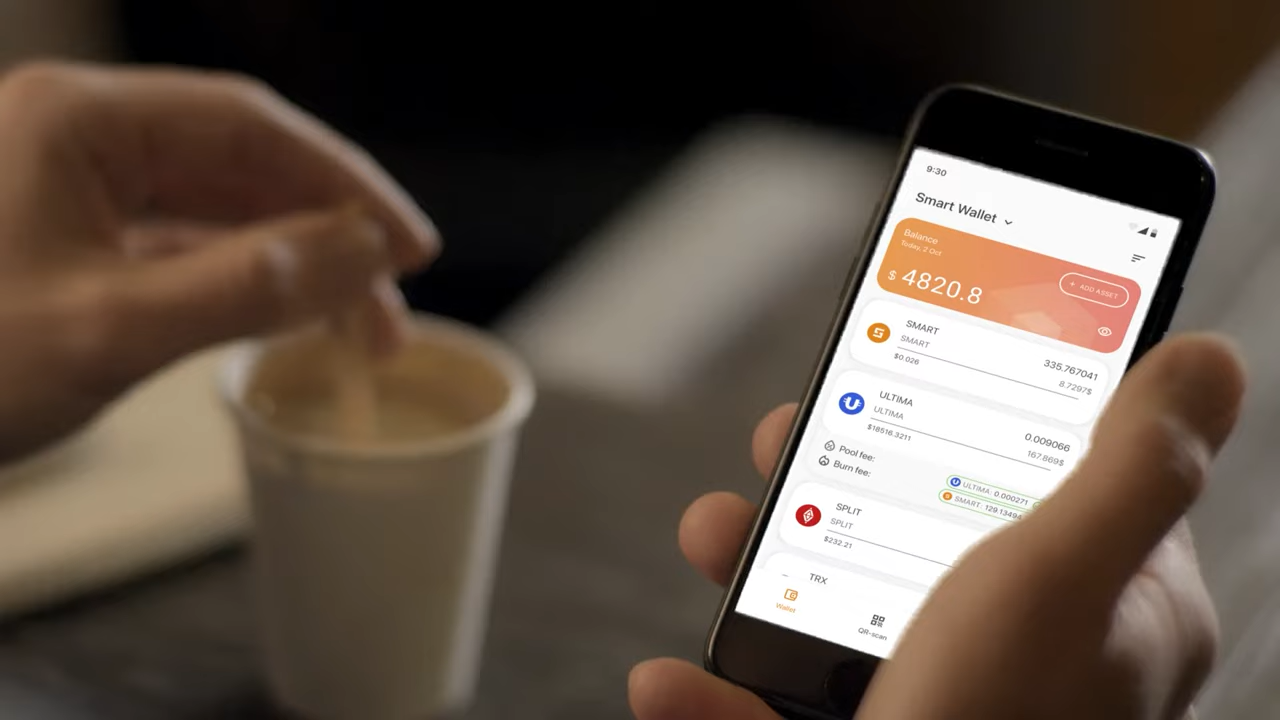 9:30
Smart Wallet
Balance
Today, 2 Oct
$ 4820.8
+ ADD ASSET
SMART
SMART
$0.026
335.767041
8.7297$
ULTIMA
ULTIMA
$18516.3211
0.009066
167.869$
Pool fee:
Burn fee:
ULTIMA: 0.000271
SMART: 129.13494
SPLIT
SPLIT
$232.21
TRX
Wallet
QR-scan